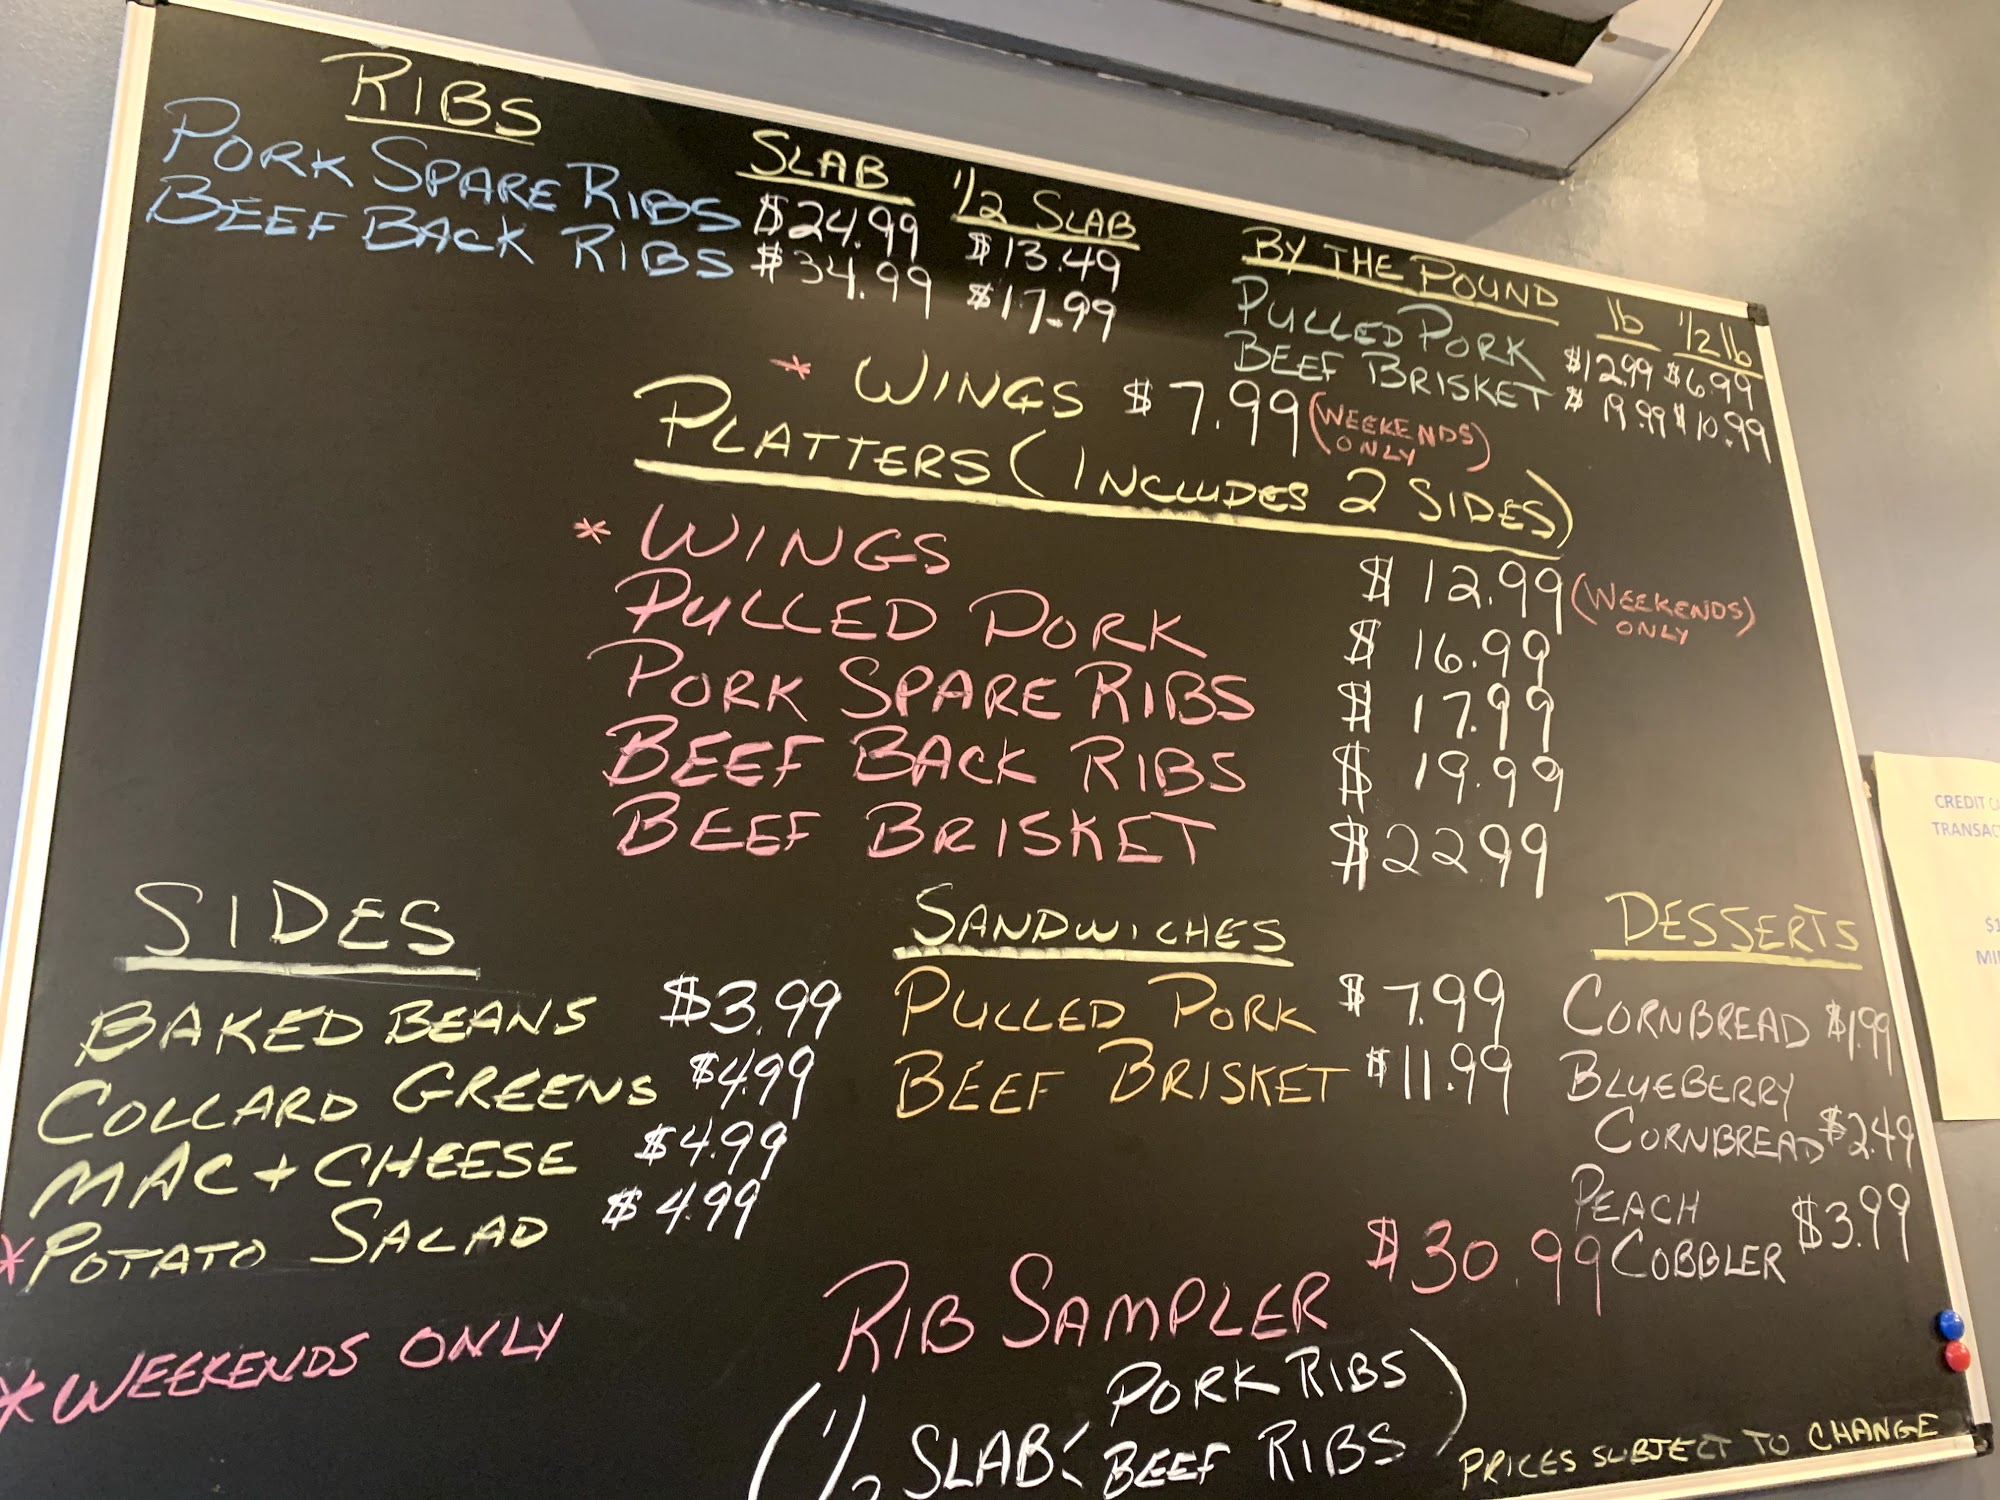 RIBS
SLAB 1/2 SLAB
PORK SPARE RIBS $24.99 $13.49
BEEF BACK RIBS $34.99 $17.99
BY THE POUND lb 1/2 lb
PULLED PORK $12.99 $6.99
BEEF BRISKET $19.99 $10.99
* WINGS $7.99 (WEEKENDS ONLY)
PLATTERS (INCLUDES 2 SIDES)
* WINGS $12.99 (WEEKENDS ONLY)
PULLED PORK $16.99
PORK SPARE RIBS $17.99
BEEF BACK RIBS $19.99
BEEF BRISKET $22.99
SIDES
BAKED BEANS $3.99
COLLARD GREENS $4.99
MAC + CHEESE $4.99
*POTATO SALAD $4.99
*WEEKENDS ONLY
SANDWICHES
PULLED PORK $7.99
BEEF BRISKET $11.99
DESSERTS
CORNBREAD $1.99
BLUEBERRY
CORNBREAD $2.49
PEACH
COBBLER $3.99
RIB SAMPLER $30.99
(1/2 SLAB< PORK RIBS
BEEF RIBS)
PRICES SUBJECT TO CHANGE
CREDIT